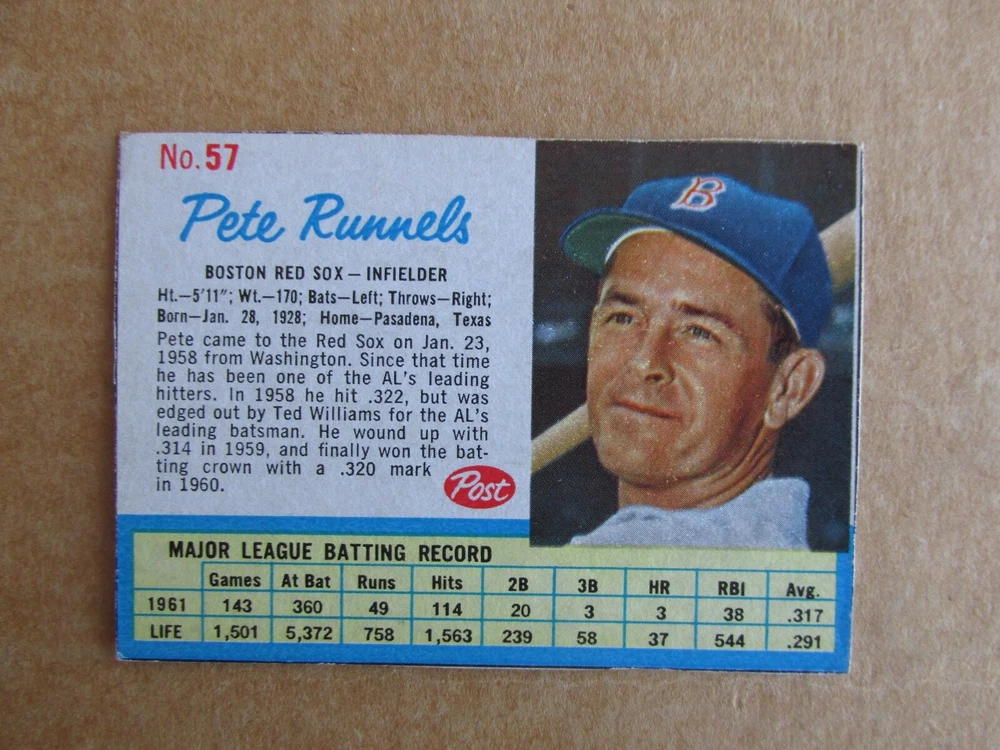 No. 57
Pete Runnels
BOSTON RED SOX — INFIELDER
Ht.—5'11"; Wt.—170; Bats—Left; Throws—Right;
Born—Jan. 28, 1928; Home—Pasadena, Texas
Pete came to the Red Sox on Jan. 23,
1958 from Washington. Since that time
he has been one of the AL's leading
hitters. In 1958 he hit .322, but was
edged out by Ted Williams for the AL's
leading batsman. He wound up with
.314 in 1959, and finally won the bat-
ting crown with a .320 mark
in 1960.
Post
B
MAJOR LEAGUE BATTING RECORD
Games At Bat Runs Hits 2B 3B HR RBI Avg.
1961 143 360 49 114 20 3 3 38 .317
LIFE 1,501 5,372 758 1,563 239 58 37 544 .291